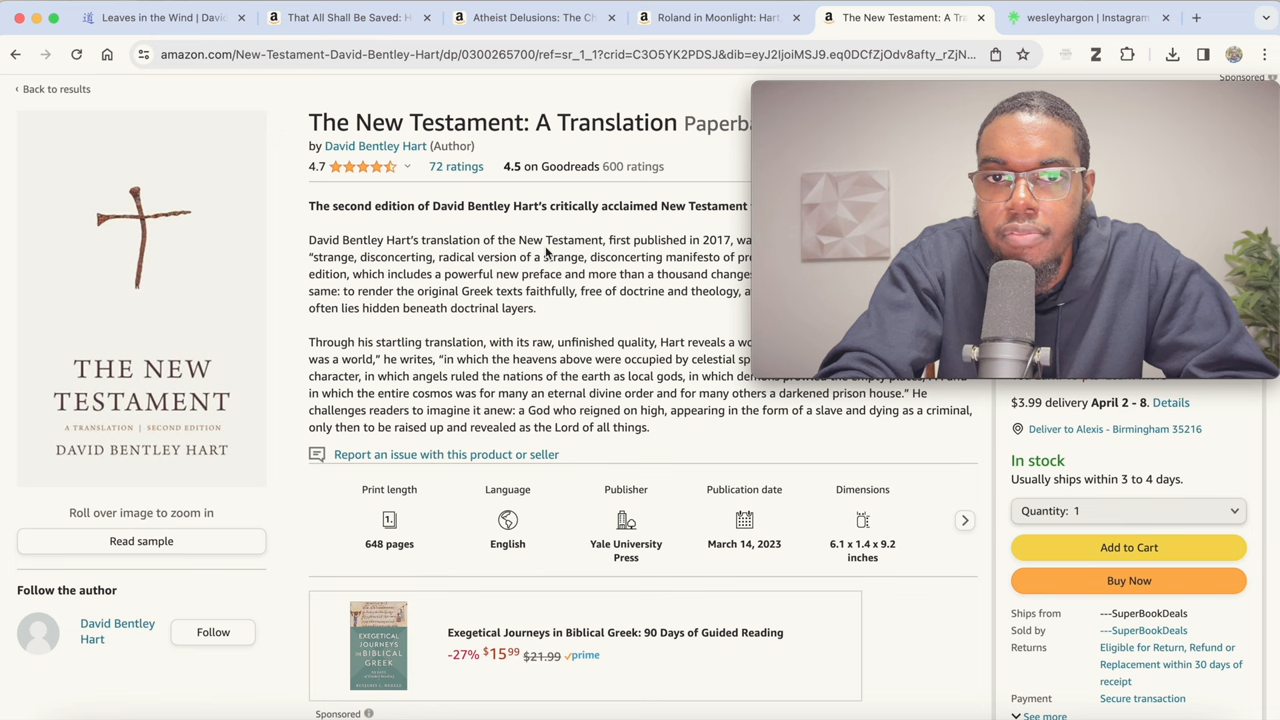 Leaves in the Wind | David
That All Shall Be Saved: H
Atheist Delusions: The Ch
Roland in Moonlight: Hart,
The New Testament: A Tra
wesleyhargon | Instagram
amazon.com/New-Testament-David-Bentley-Hart/dp/0300265700/ref=sr_1_1?crid=C3O5YK2PDSJ&dib=eyJ2IjoiMSJ9.eq0DCfZjOdv8afty_rZjN...
Sponsored
‹ Back to results
The New Testament: A Translation Paperba
by David Bentley Hart (Author)
4.7 72 ratings 4.5 on Goodreads 600 ratings
The second edition of David Bentley Hart’s critically acclaimed New Testament
David Bentley Hart’s translation of the New Testament, first published in 2017, wa
“strange, disconcerting, radical version of a strange, disconcerting manifesto of pre
edition, which includes a powerful new preface and more than a thousand changes
same: to render the original Greek texts faithfully, free of doctrine and theology, a
often lies hidden beneath doctrinal layers.
Through his startling translation, with its raw, unfinished quality, Hart reveals a wo
was a world,” he writes, “in which the heavens above were occupied by celestial sp
character, in which angels ruled the nations of the earth as local gods, in which
in which the entire cosmos was for many an eternal divine order and for many others a darkened prison house.” He
challenges readers to imagine it anew: a God who reigned on high, appearing in the form of a slave and dying as a criminal,
only then to be raised up and revealed as the Lord of all things.
Report an issue with this product or seller
Print length
Language
Publisher
Publication date
Dimensions
648 pages
English
Yale University
Press
March 14, 2023
6.1 x 1.4 x 9.2
inches
THE NEW
TESTAMENT
A TRANSLATION | SECOND EDITION
DAVID BENTLEY HART
Roll over image to zoom in
Read sample
Follow the author
David Bentley
Hart
Follow
EXEGETICAL
JOURNEYS
IN BIBLICAL
GREEK
Exegetical Journeys in Biblical Greek: 90 Days of Guided Reading
-27% $15 99 $21.99 prime
Sponsored
$3.99 delivery April 2 - 8. Details
Deliver to Alexis - Birmingham 35216
In stock
Usually ships within 3 to 4 days.
Quantity: 1
Add to Cart
Buy Now
Ships from ---SuperBookDeals
Sold by ---SuperBookDeals
Returns Eligible for Return, Refund or
Replacement within 30 days of
receipt
Payment Secure transaction
See more